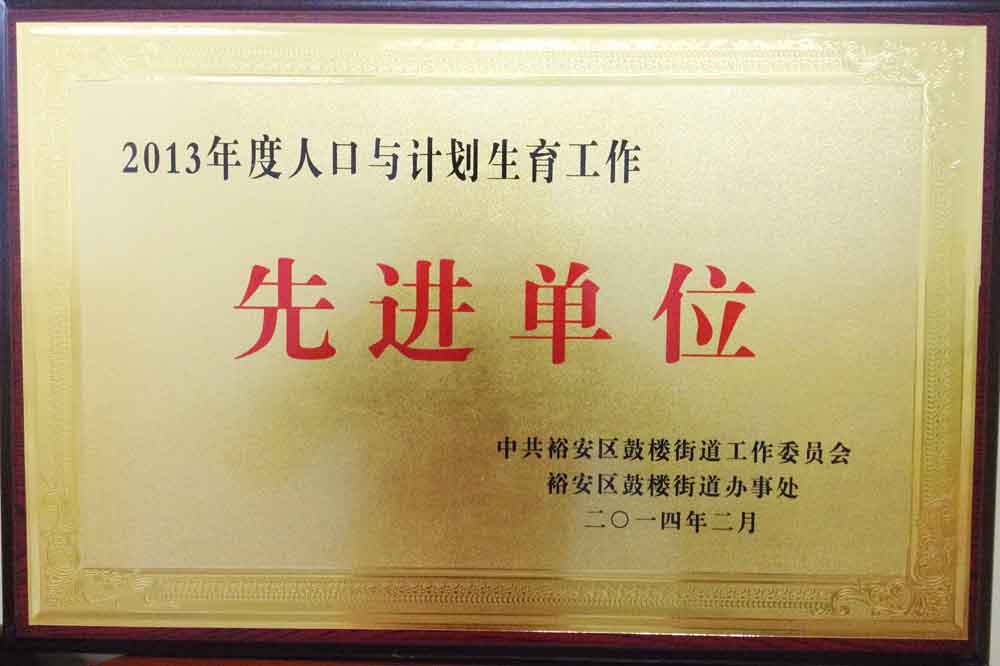 2013年度人口与计划生育工作
先进单位
中共裕安区鼓楼街道工作委员会
裕安区鼓楼街道办事处
二〇一四年二月